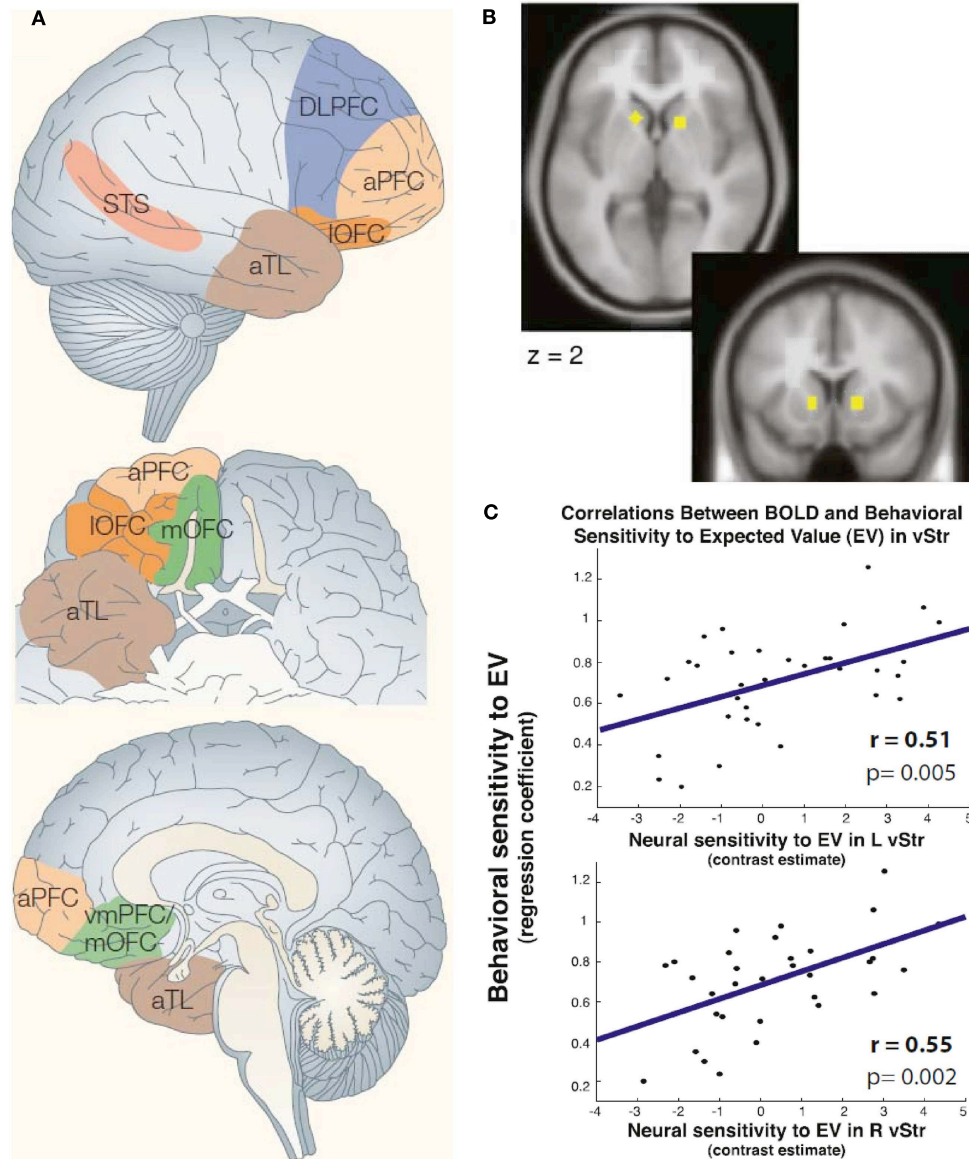 A
DLPFC
aPFC
STS
lOFC
aTL
aPFC
lOFC
mOFC
aTL
aPFC
vmPFC/
mOFC
aTL
B
z = 2
C
Correlations Between BOLD and Behavioral
Sensitivity to Expected Value (EV) in vStr
Behavioral sensitivity to EV
(regression coefficient)
1.2
1
0.8
0.6
0.4
0.2
r = 0.51
p= 0.005
-4 -3 -2 -1 0 1 2 3 4 5
Neural sensitivity to EV in L vStr
(contrast estimate)
1.2
1
0.8
0.6
0.4
0.2
r = 0.55
p= 0.002
-4 -3 -2 -1 0 1 2 3 4 5
Neural sensitivity to EV in R vStr
(contrast estimate)